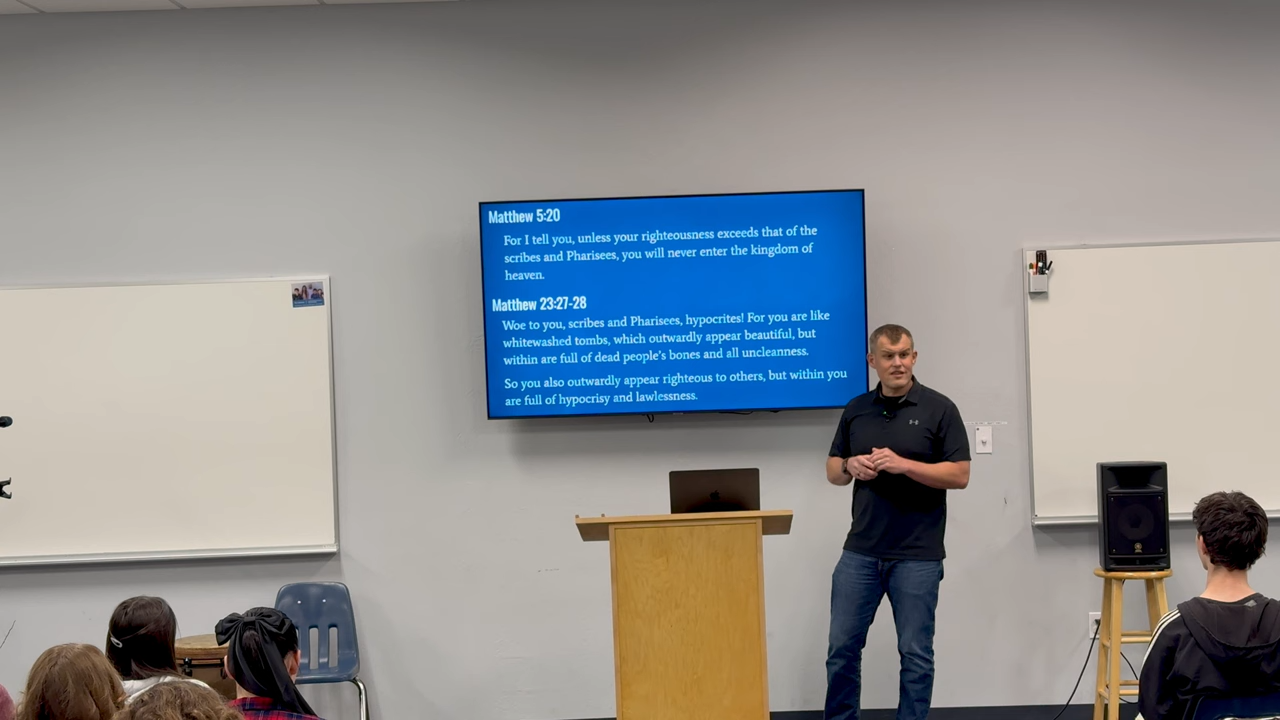 Matthew 5:20
For I tell you, unless your righteousness exceeds that of the
scribes and Pharisees, you will never enter the kingdom of
heaven.
Matthew 23:27-28
Woe to you, scribes and Pharisees, hypocrites! For you are like
whitewashed tombs, which outwardly appear beautiful, but
within are full of dead people's bones and all uncleanness.
So you also outwardly appear righteous to others, but within you
are full of hypocrisy and lawlessness.